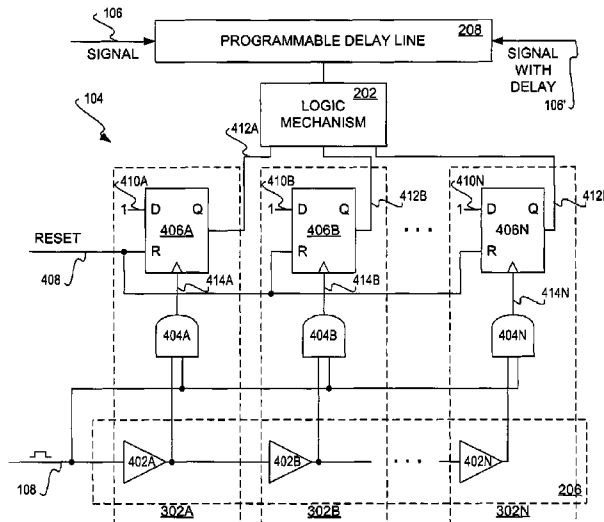 106
208
PROGRAMMABLE DELAY LINE
SIGNAL
SIGNAL
WITH
DELAY
106'
104
202
LOGIC
MECHANISM
412A
410A
410B
412B
410N
1 D Q
406A
R
1 D Q
406B
R
1 D Q
406N
R
RESET
408
414A
414B
414N
404A
404B
404N
108
402A
402B
402N
206
302A
302B
302N